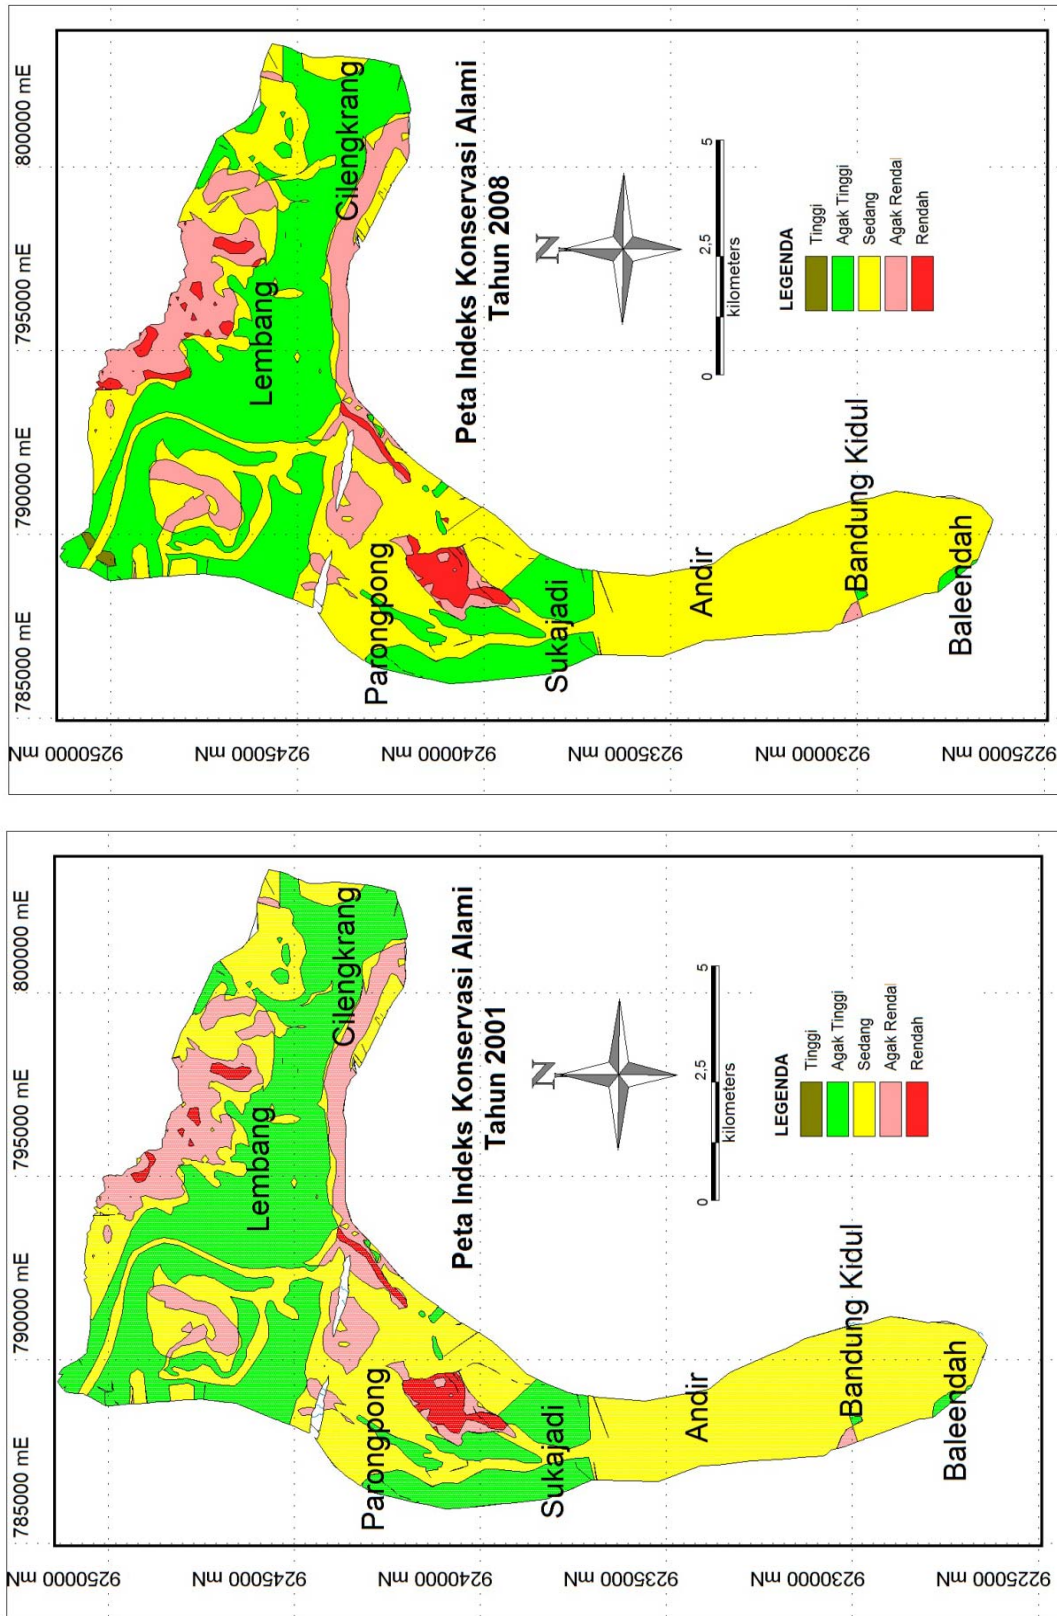 785000 mE
790000 mE
795000 mE
800000 mE
9250000 mN
9245000 mN
9240000 mN
9235000 mN
9230000 mN
9225000 mN
Lembang
Cilengkrang
Parongpong
Sukajadi
Andir
Bandung Kidul
Baleendah
Peta Indeks Konservasi Alami
Tahun 2001
N
0
2,5
5
kilometers
LEGENDA
Tinggi
Agak Tinggi
Sedang
Agak Rendal
Rendah
785000 mE
790000 mE
795000 mE
800000 mE
9250000 mN
9245000 mN
9240000 mN
9235000 mN
9230000 mN
9225000 mN
Lembang
Cilengkrang
Parongpong
Sukajadi
Andir
Bandung Kidul
Baleendah
Peta Indeks Konservasi Alami
Tahun 2008
N
0
2,5
5
kilometers
LEGENDA
Tinggi
Agak Tinggi
Sedang
Agak Rendal
Rendah